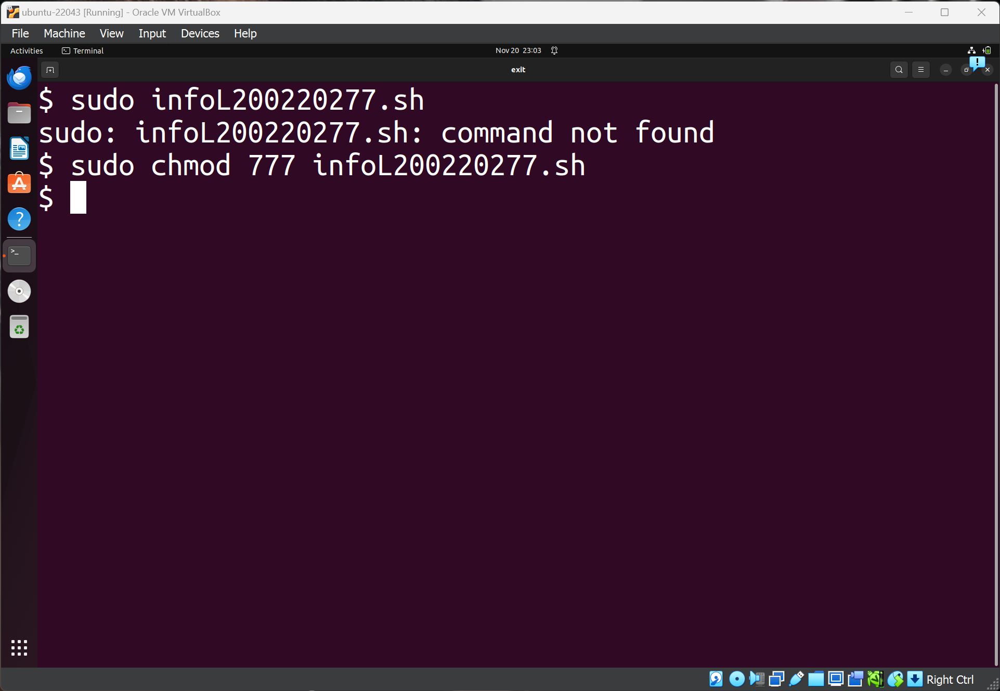 ubuntu-22043 [Running] - Oracle VM VirtualBox
File Machine View Input Devices Help
Activities Terminal Nov 20 23:03
exit
$ sudo infoL200220277.sh
sudo: infoL200220277.sh: command not found
$ sudo chmod 777 infoL200220277.sh
$
Right Ctrl